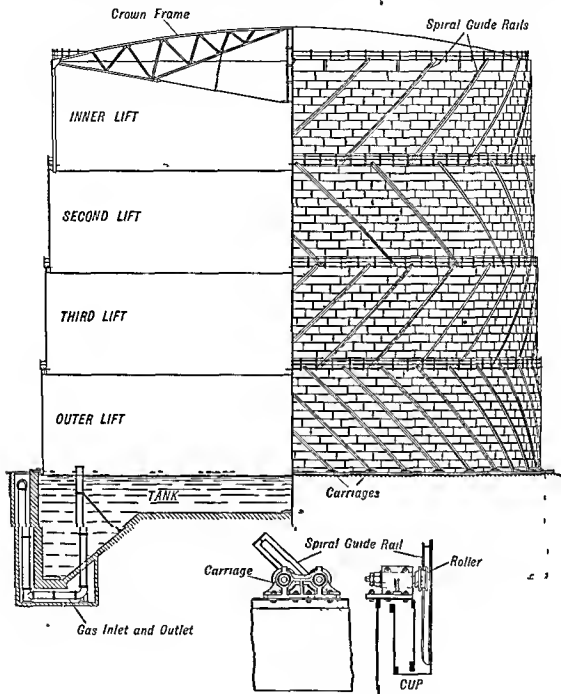 Crown Frame
Spiral Guide Rails
INNER LIFT
SECOND LIFT
THIRD LIFT
OUTER LIFT
TANK
Carriages
Spiral Guide Rail
Carriage
Roller
Gas Inlet and Outlet
CUP